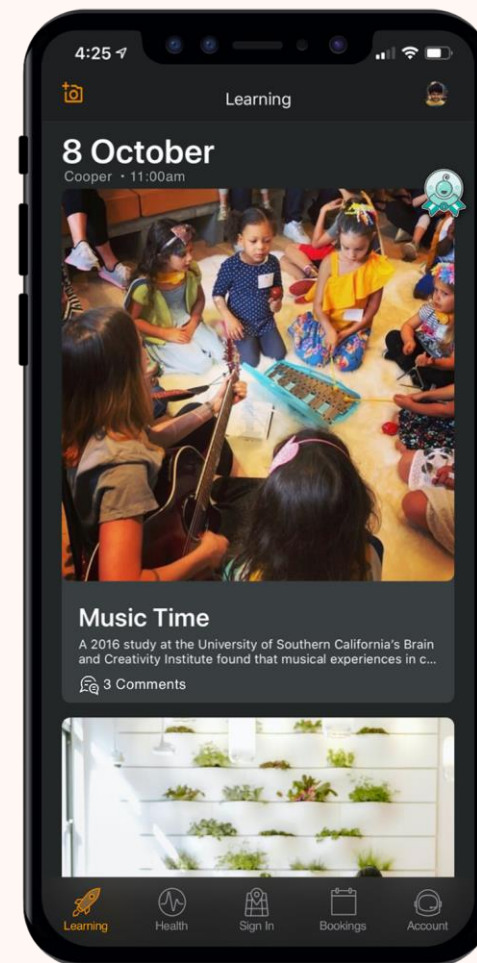 4:25
Learning
8 October
Cooper • 11:00am
Music Time
A 2016 study at the University of Southern California's Brain
and Creativity Institute found that musical experiences in c...
3 Comments
Learning
Health
Sign In
Bookings
Account